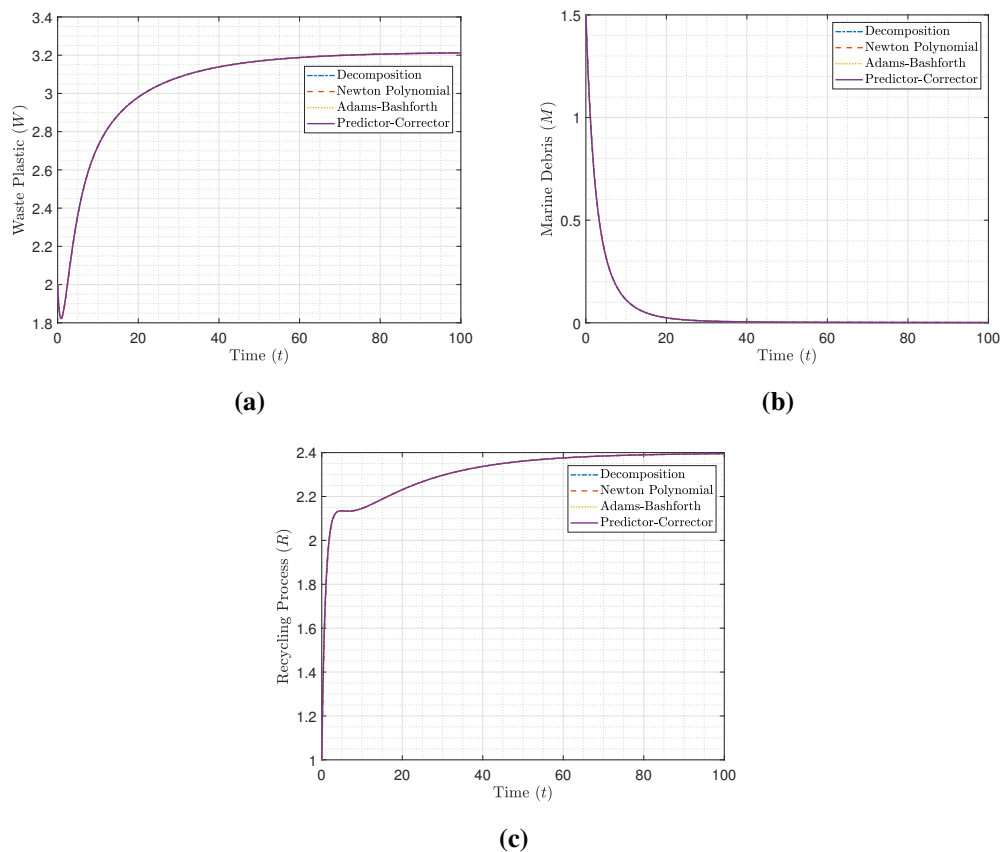 3.4
3.2
3
2.8
2.6
2.4
2.2
2
1.8
Waste Plastic (W)
Decomposition
Newton Polynomial
Adams-Bashforth
Predictor-Corrector
0 20 40 60 80 100
Time (t)
(a)
1.5
1
0.5
0
Marine Debris (M)
Decomposition
Newton Polynomial
Adams-Bashforth
Predictor-Corrector
0 20 40 60 80 100
Time (t)
(b)
2.4
2.2
2
1.8
1.6
1.4
1.2
1
Recycling Process (R)
Decomposition
Newton Polynomial
Adams-Bashforth
Predictor-Corrector
0 20 40 60 80 100
Time (t)
(c)